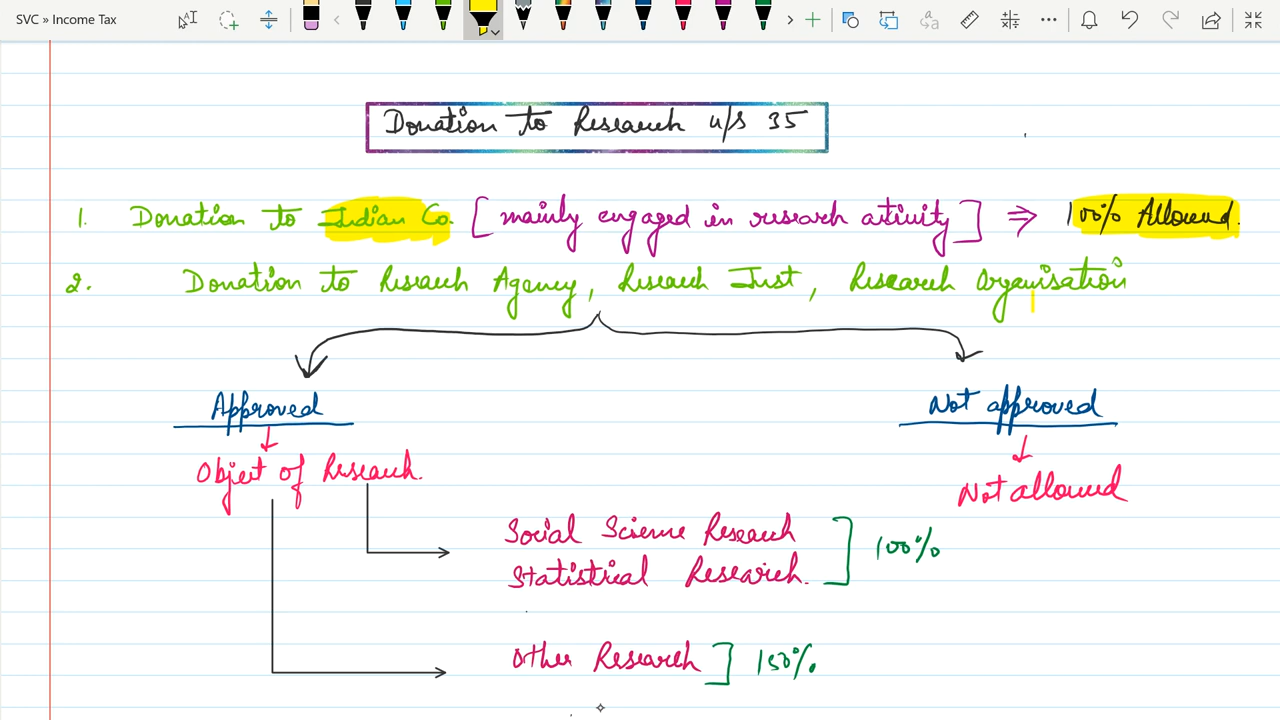 SVC » Income Tax
Donation to Research u/s 35
1. Donation to Indian Co. [mainly engaged in research activity] ⇒ 100% Allowed.
2. Donation to Research Agency, Research Inst, Research Organisation
Approved
Not approved
Object of Research.
Not allowed
Social Science Research
Statistical Research.
] 100%
Other Research ] 150%